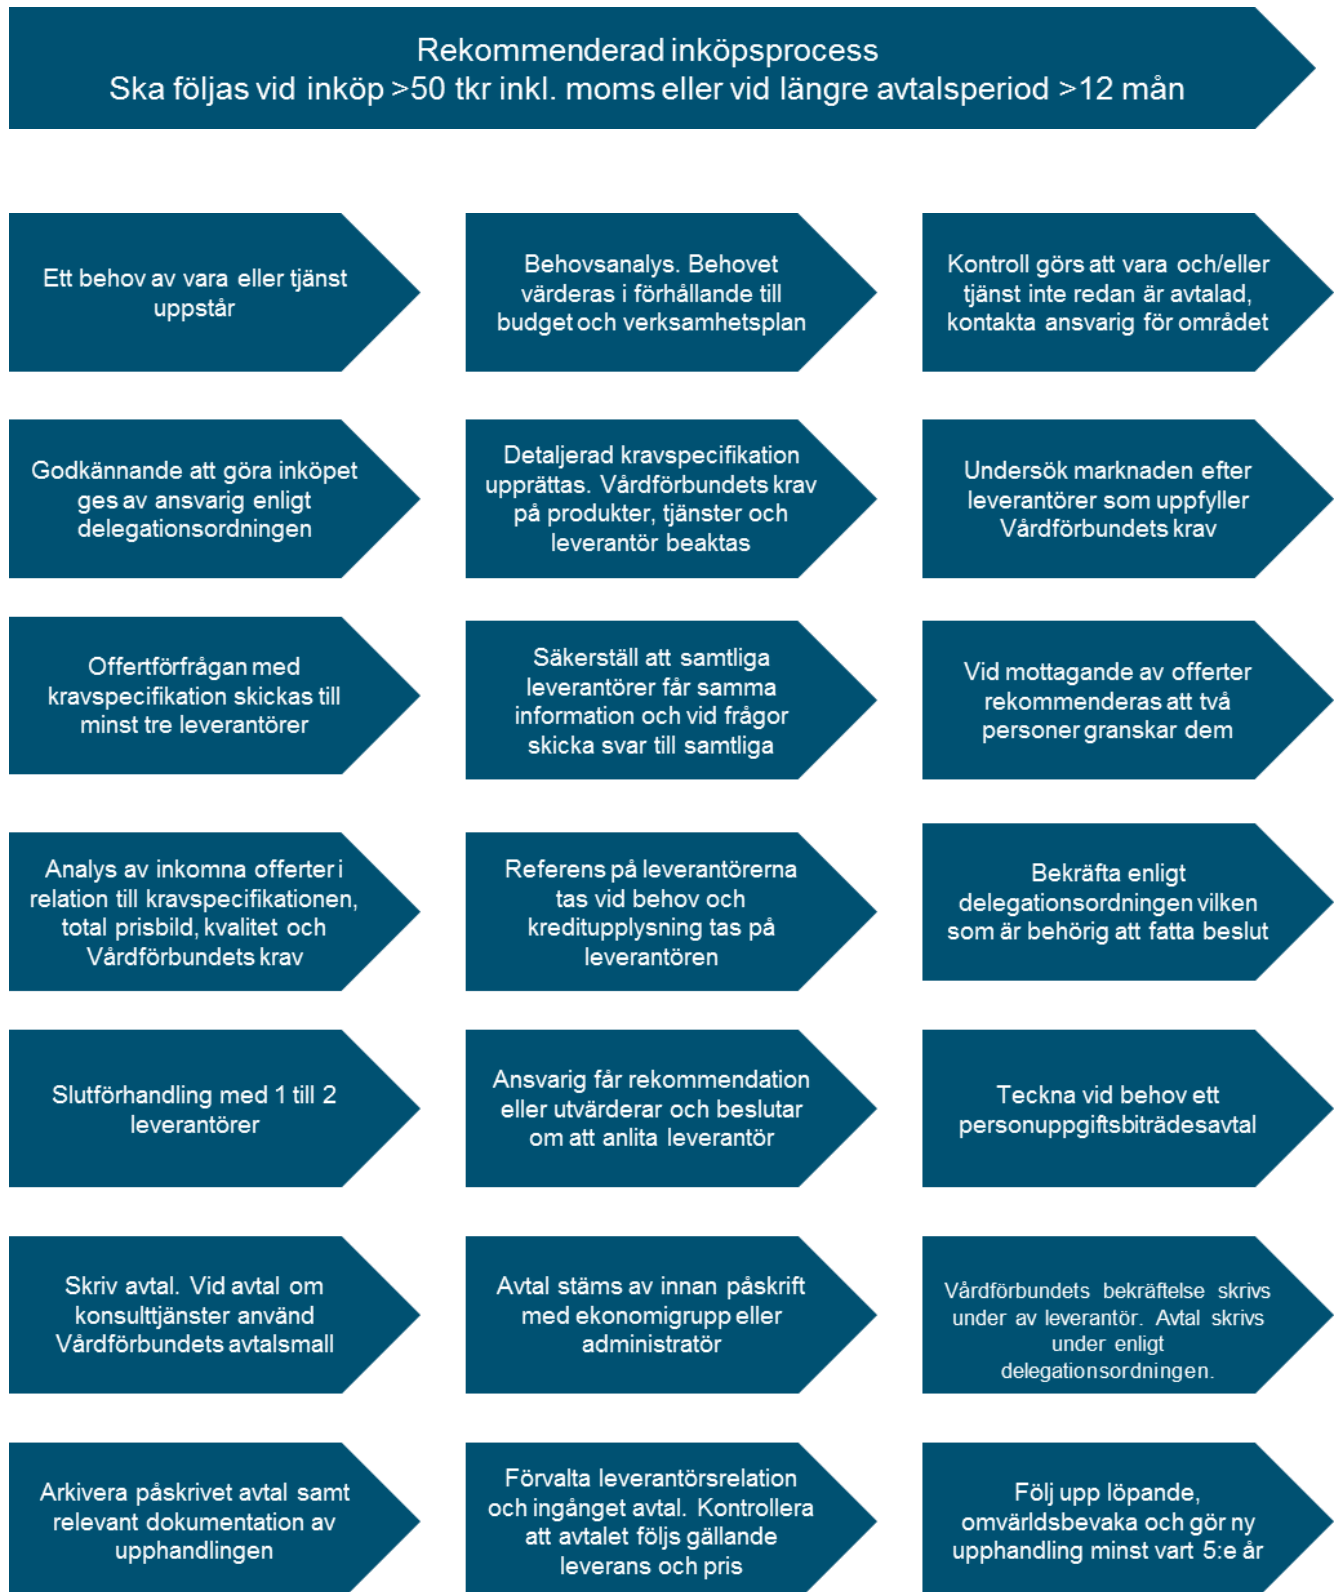 Rekommenderad inköpsprocess
Ska följas vid inköp >50 tkr inkl. moms eller vid längre avtalsperiod >12 mån
Ett behov av vara eller tjänst
uppstår
Behovsanalys. Behovet
värderas i förhållande till
budget och verksamhetsplan
Kontroll görs att vara och/eller
tjänst inte redan är avtalad,
kontakta ansvarig för området
Godkännande att göra inköpet
ges av ansvarig enligt
delegationsordningen
Detaljerad kravspecifikation
upprättas. Vårdförbundets krav
på produkter, tjänster och
leverantör beaktas
Undersök marknaden efter
leverantörer som uppfyller
Vårdförbundets krav
Offertförfrågan med
kravspecifikation skickas till
minst tre leverantörer
Säkerställ att samtliga
leverantörer får samma
information och vid frågor
skicka svar till samtliga
Vid mottagande av offerter
rekommenderas att två
personer granskar dem
Analys av inkomna offerter i
relation till kravspecifikationen,
total prisbild, kvalitet och
Vårdförbundets krav
Referens på leverantörerna
tas vid behov och
kreditupplysning tas på
leverantören
Bekräfta enligt
delegationsordningen vilken
som är behörig att fatta beslut
Slutförhandling med 1 till 2
leverantörer
Ansvarig får rekommendation
eller utvärderar och beslutar
om att anlita leverantör
Teckna vid behov ett
personuppgiftsbiträdesavtal
Skriv avtal. Vid avtal om
konsulttjänster använd
Vårdförbundets avtalsmall
Avtal stäms av innan påskrift
med ekonomigrupp eller
administratör
Vårdförbundets bekräftelse skrivs
under av leverantör. Avtal skrivs
under enligt
delegationsordningen.
Arkivera påskrivet avtal samt
relevant dokumentation av
upphandlingen
Förvalta leverantörsrelation
och ingånget avtal. Kontrollera
att avtalet följs gällande
leverans och pris
Följ upp löpande,
omvärldsbevaka och gör ny
upphandling minst vart 5:e år